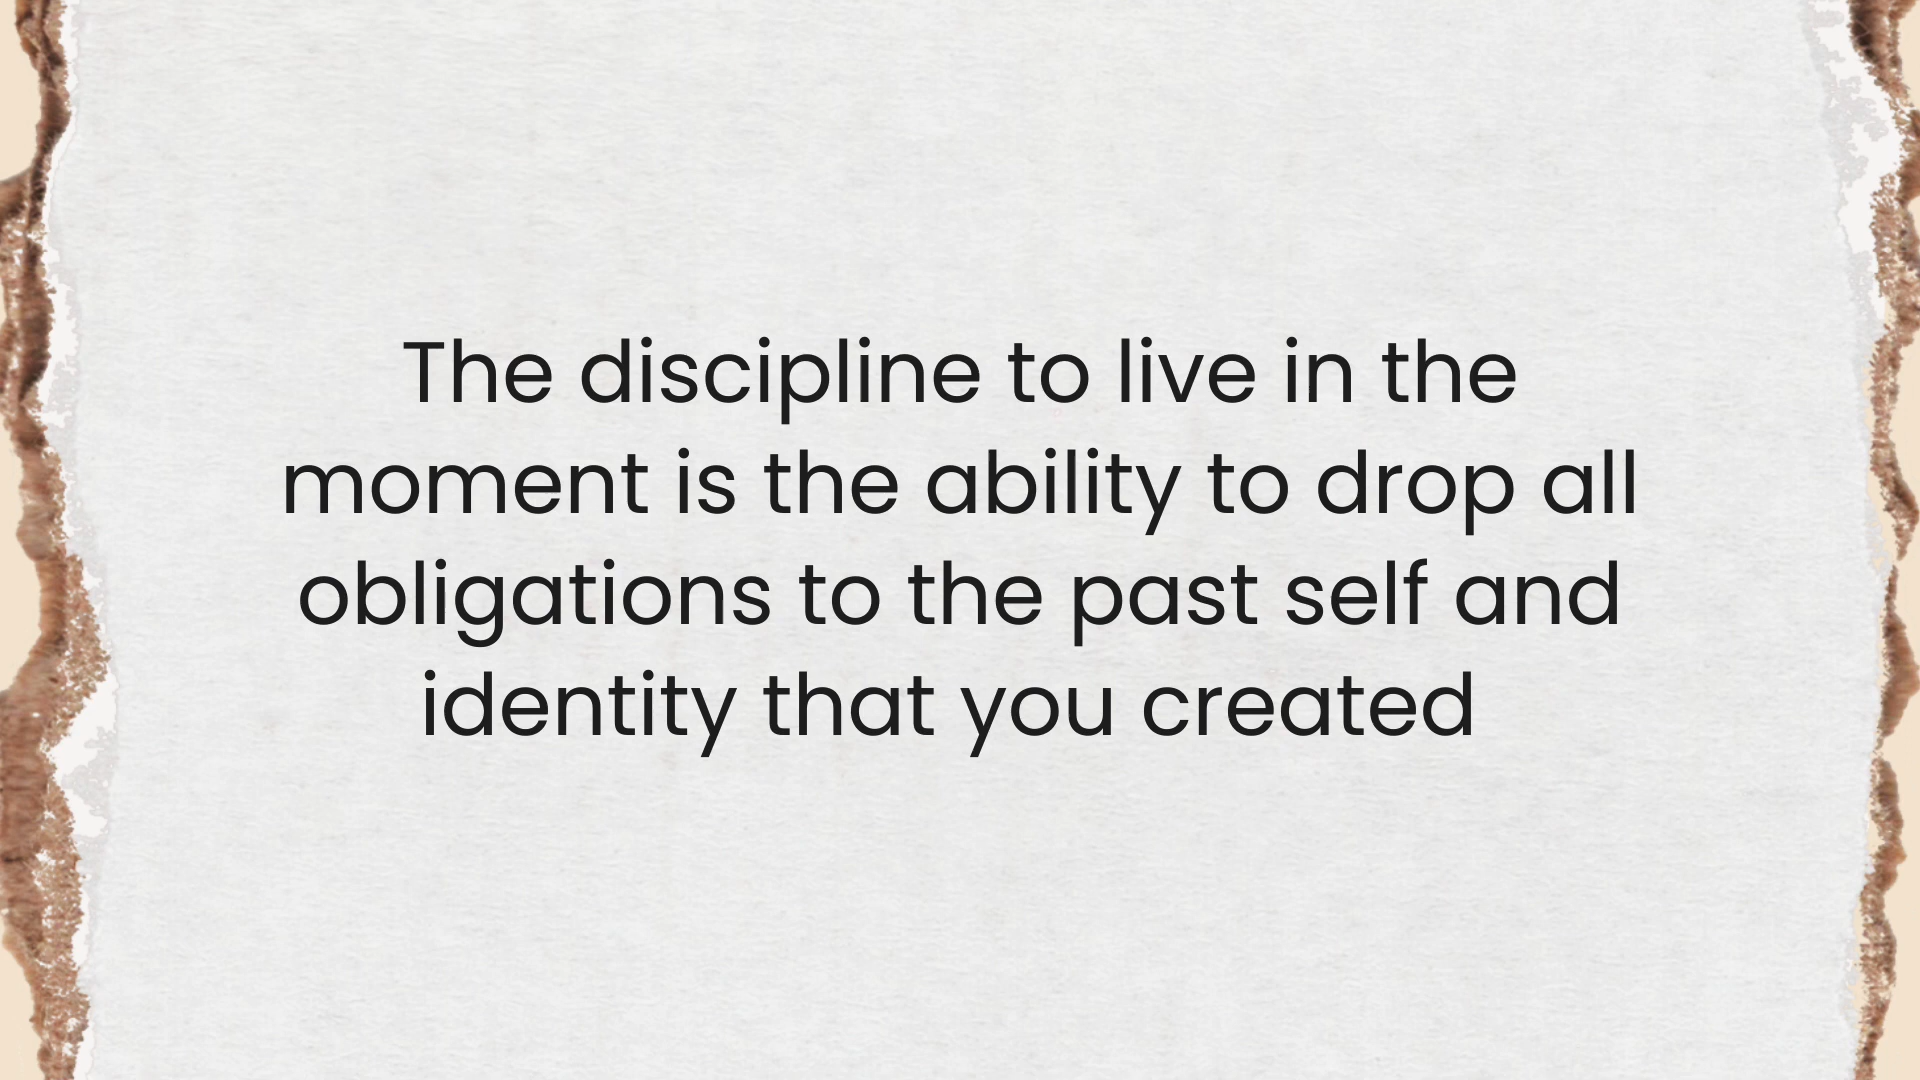 The discipline to live in the
moment is the ability to drop all
obligations to the past self and
identity that you created